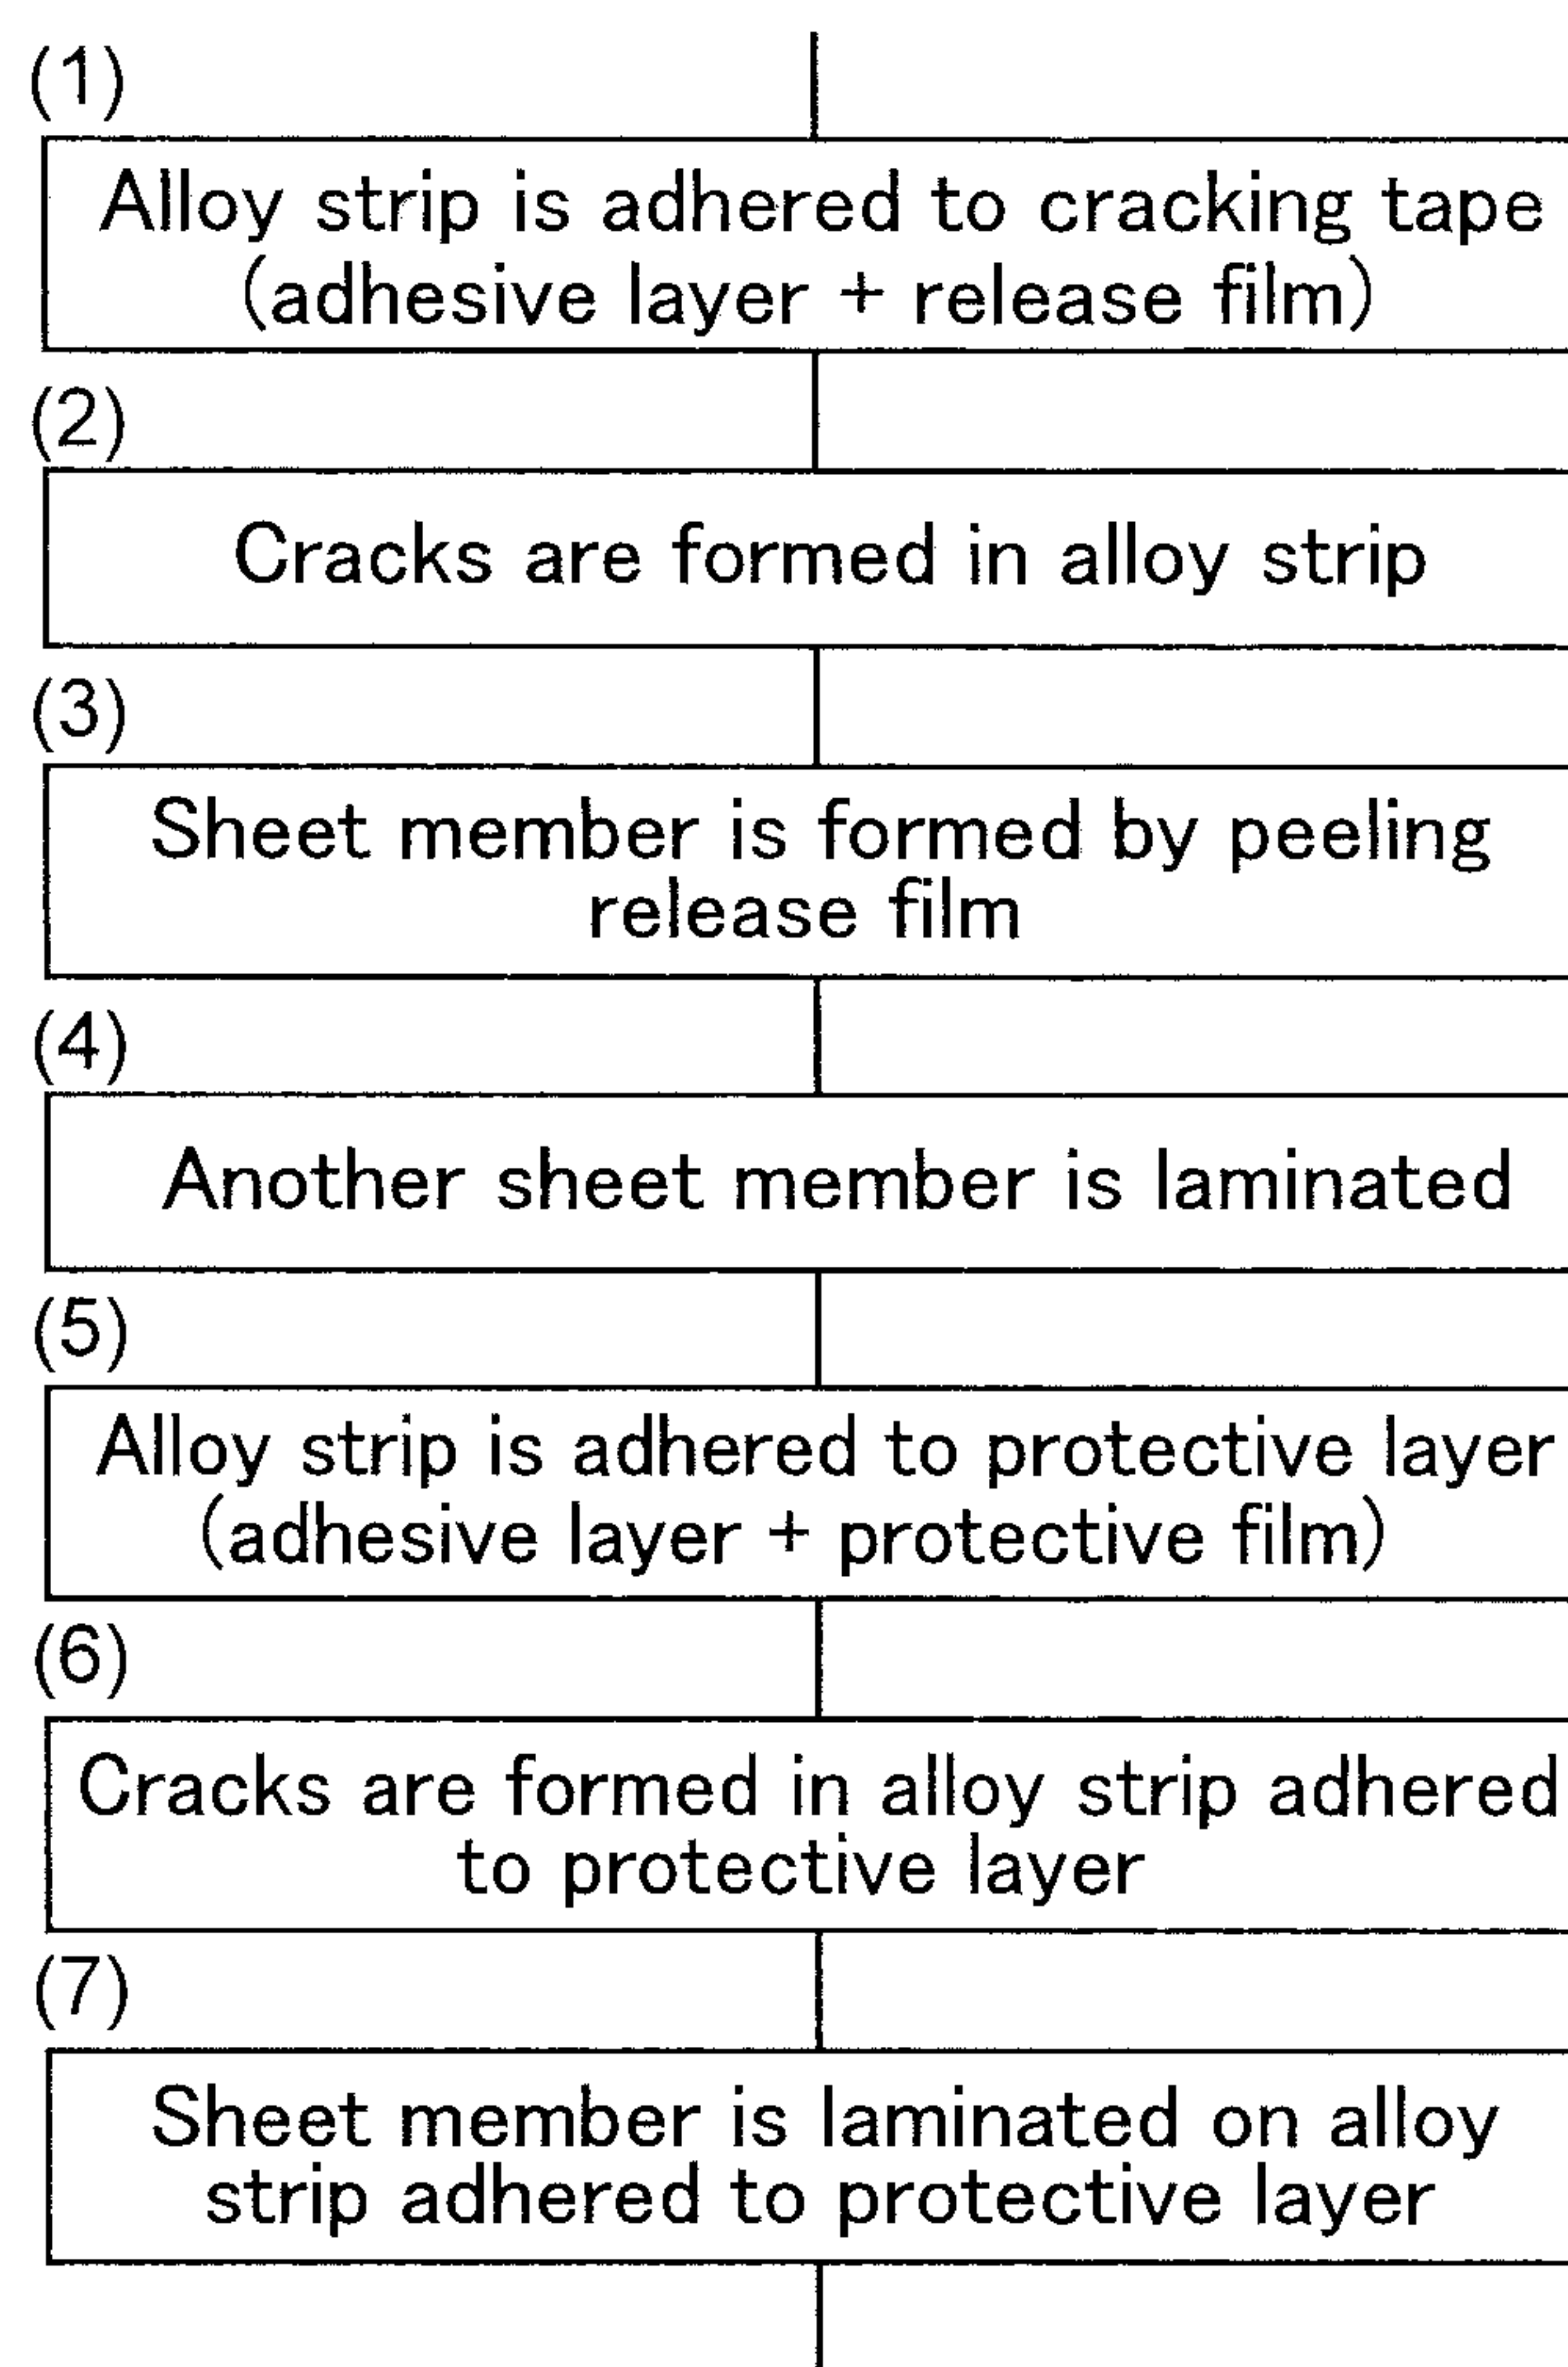 (1)
Alloy strip is adhered to cracking tape
(adhesive layer + release film)
(2)
Cracks are formed in alloy strip
(3)
Sheet member is formed by peeling
release film
(4)
Another sheet member is laminated
(5)
Alloy strip is adhered to protective layer
(adhesive layer + protective film)
(6)
Cracks are formed in alloy strip adhered
to protective layer
(7)
Sheet member is laminated on alloy
strip adhered to protective layer